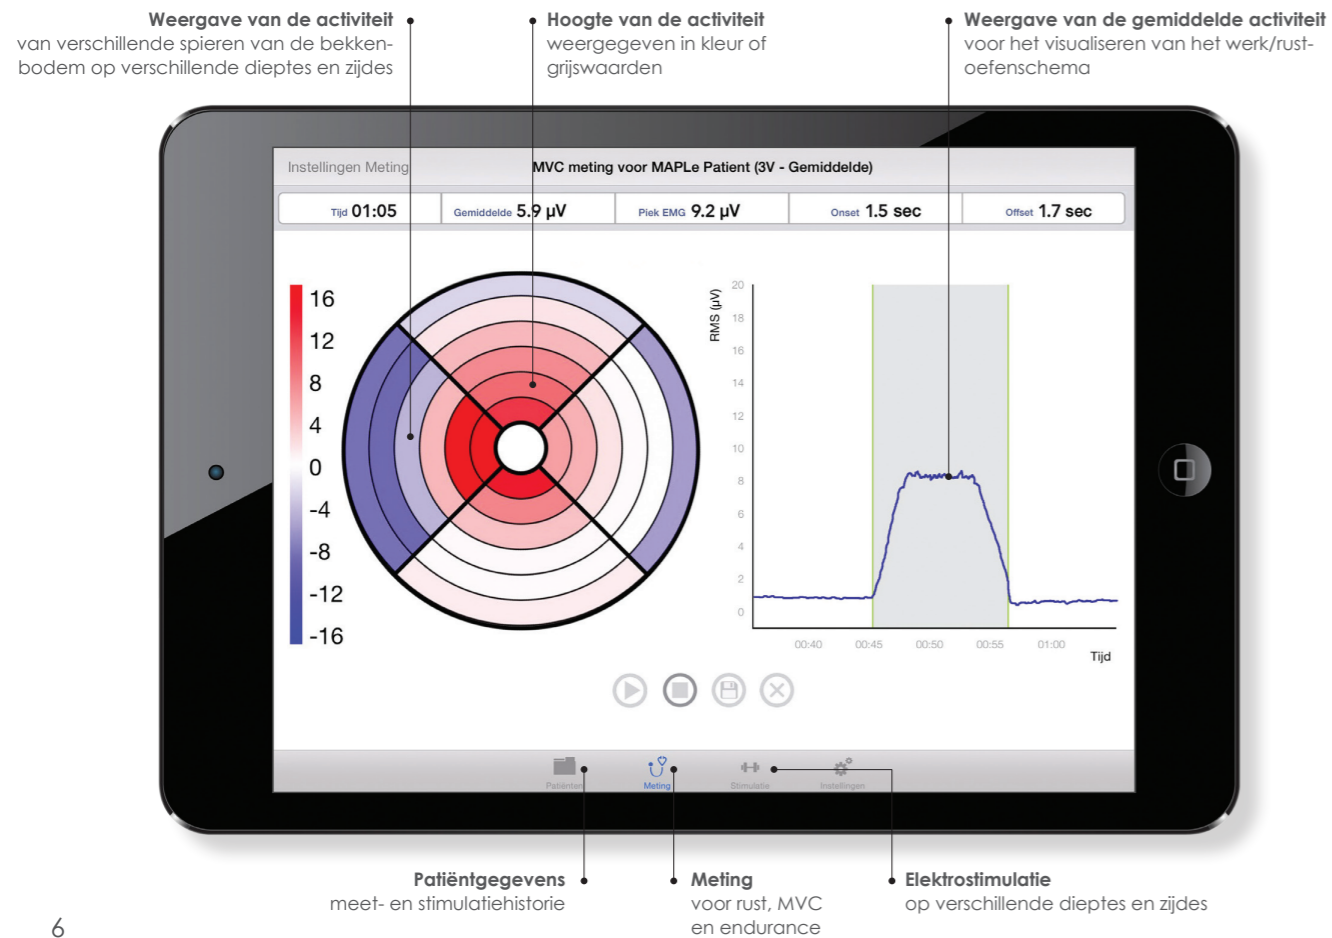 Weergave van de activiteit
van verschillende spieren van de bekken-
bodem op verschillende dieptes en zijdes
Hoogte van de activiteit
weergegeven in kleur of
grijswaarden
Weergave van de gemiddelde activiteit
voor het visualiseren van het werk/rust-
oefenschema
Instellingen Meting
MVC meting voor MAPLe Patient (3V - Gemiddelde)
Tijd 01:05
Gemiddelde 5.9 µV
Piek EMG 9.2 µV
Onset 1.5 sec
Offset 1.7 sec
16
12
8
4
0
-4
-8
-12
-16
RMS (µV)
20
18
16
14
12
10
8
6
4
2
0
00:40 00:45 00:50 00:55 01:00
Tijd
Patiënten
Meting
Stimulatie
Instellingen
Patiëntgegevens
meet- en stimulatiehistorie
Meting
voor rust, MVC
en endurance
Elektrostimulatie
op verschillende dieptes en zijdes
6